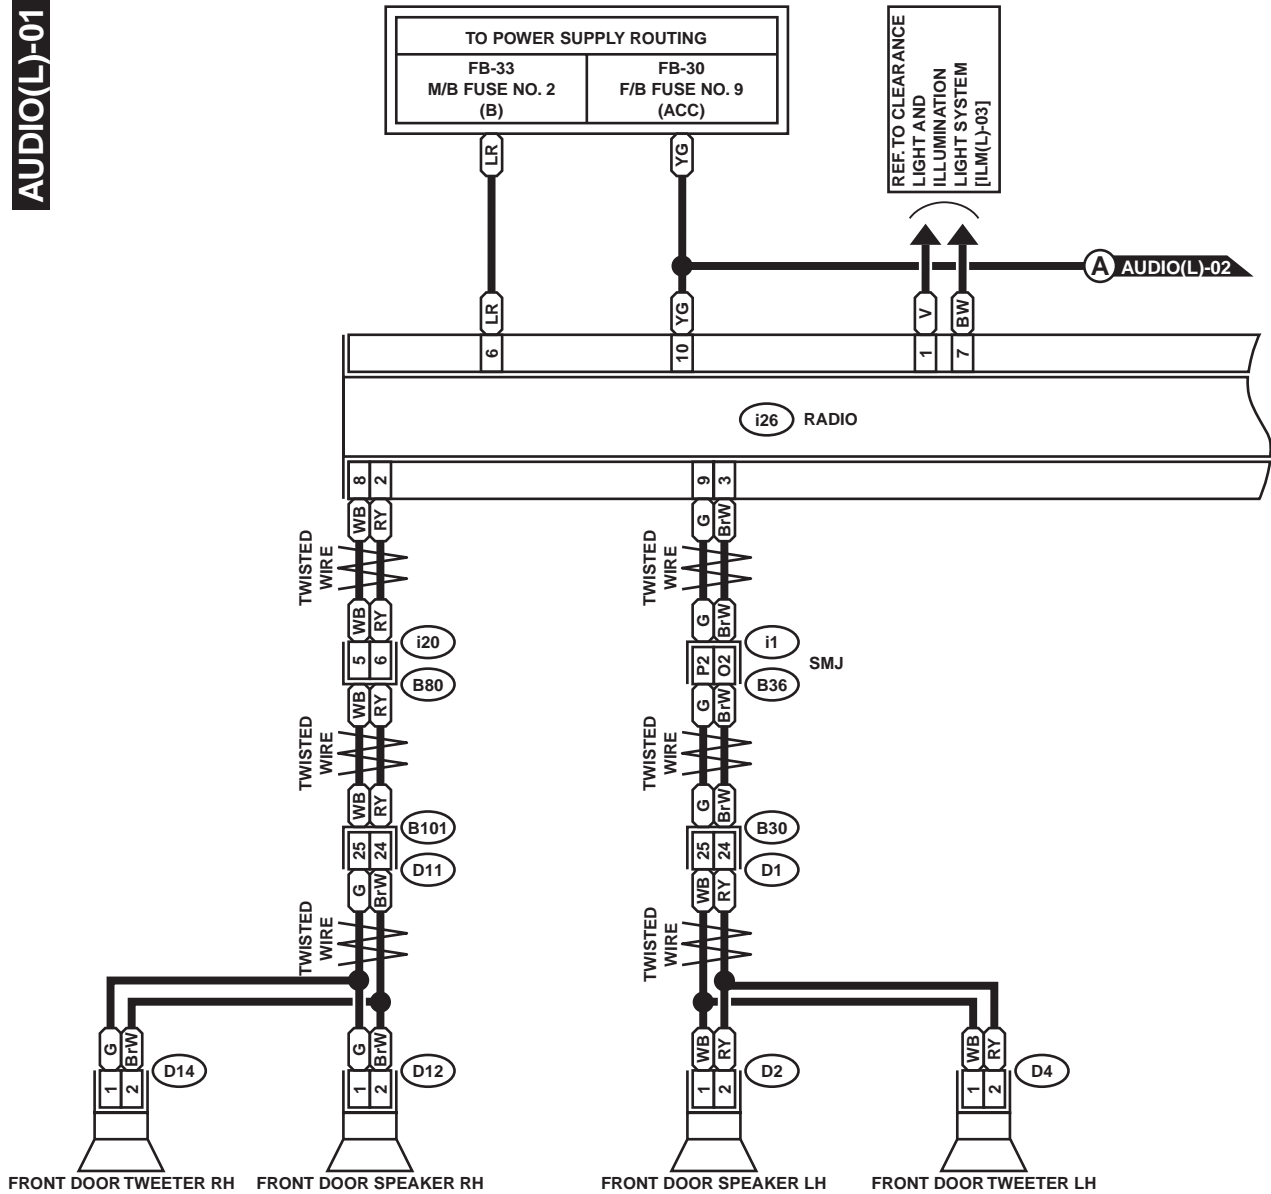 AUDIO(L)-01
TO POWER SUPPLY ROUTING
FB-33
M/B FUSE NO. 2
(B)
FB-30
F/B FUSE NO. 9
(ACC)
REF. TO CLEARANCE
LIGHT AND
ILLUMINATION
LIGHT SYSTEM
[ILM(L)-03]
LR
YG
A AUDIO(L)-02
LR
YG
V
BW
6
10
1
7
i26 RADIO
8
2
9
3
WB
RY
G
BrW
TWISTED
WIRE
TWISTED
WIRE
WB
RY
G
BrW
i20
i1
5
6
P2
O2
SMJ
B80
B36
WB
RY
G
BrW
TWISTED
WIRE
TWISTED
WIRE
WB
RY
G
BrW
B101
B30
25
24
25
24
D11
D1
G
BrW
WB
RY
TWISTED
WIRE
TWISTED
WIRE
G
BrW
G
BrW
WB
RY
WB
RY
D14
D12
D2
D4
1
2
1
2
1
2
1
2
FRONT DOOR TWEETER RH
FRONT DOOR SPEAKER RH
FRONT DOOR SPEAKER LH
FRONT DOOR TWEETER LH